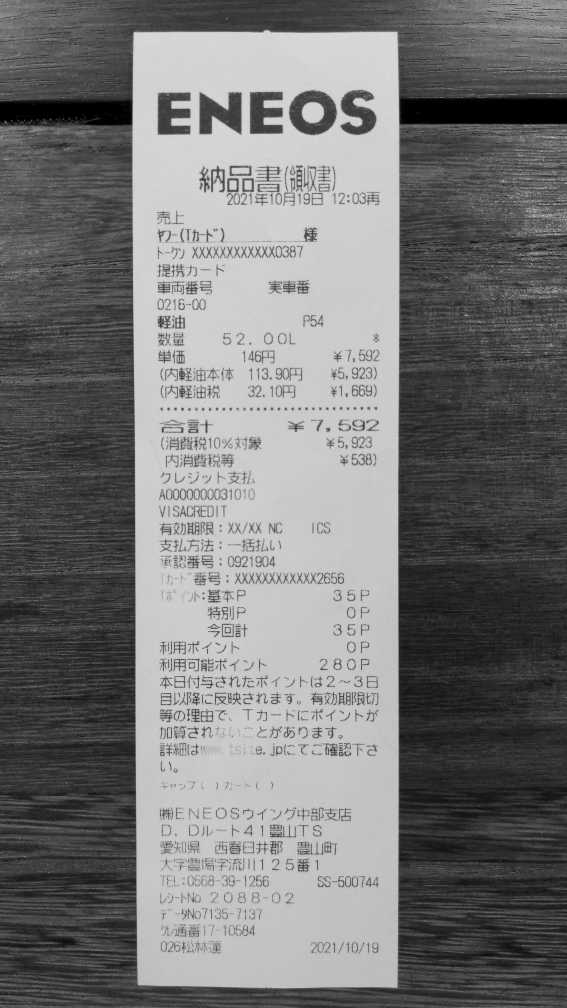 ENEOS
納品書(領収書)
2021年10月19日 12:03再
売上
ﾔﾜｰ(Tｶｰﾄﾞ) 様
ﾄｰｸﾝ XXXXXXXXXXXX0387
提携カード
車両番号 実車番
0216-00
軽油 P54
数量 52.00L *
単価 146円 ¥7,592
(内軽油本体 113.90円 ¥5,923)
(内軽油税 32.10円 ¥1,669)
合計 ¥7,592
(消費税10%対象 ¥5,923
内消費税等 ¥538)
クレジット支払
A0000000031010
VISACREDIT
有効期限:XX/XX NC ICS
支払方法:一括払い
承認番号:0921904
Tｶｰﾄﾞ番号:XXXXXXXXXXXX2656
Tﾎﾟｲﾝﾄ:基本P 35P
特別P 0P
今回計 35P
利用ポイント 0P
利用可能ポイント 280P
本日付与されたポイントは2~3日
目以降に反映されます。有効期限切
等の理由で、Tカードにポイントが
加算されないことがあります。
詳細はwww.tsite.jpにてご確認下さ
い。
ｷｬｯﾌﾟ( ) ｶｰﾄ( )
㈱ENEOSウイング中部支店
D.Dルート41豊山TS
愛知県 西春日井郡 豊山町
大字豊場字流川125番1
TEL:0568-39-1256 SS-500744
ﾚｼｰﾄNo 2088-02
ﾃﾞｰﾀNo7135-7137
ｸﾚ通番17-10584
026松林蓮 2021/10/19